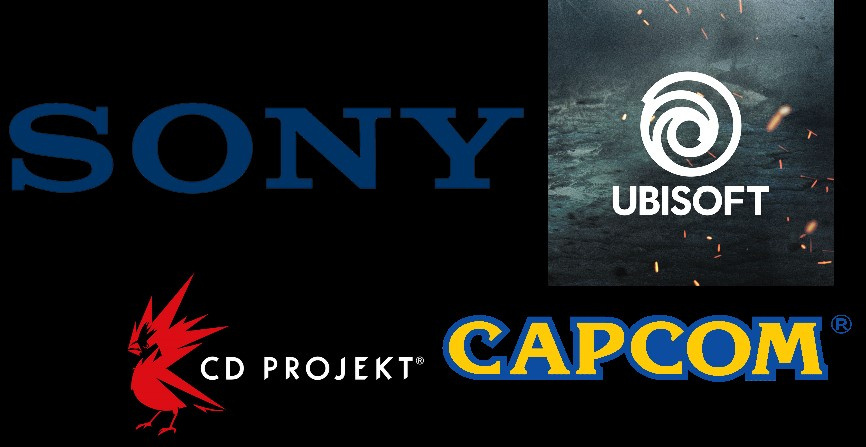 SONY
UBISOFT
CD PROJEKT®
CAPCOM®